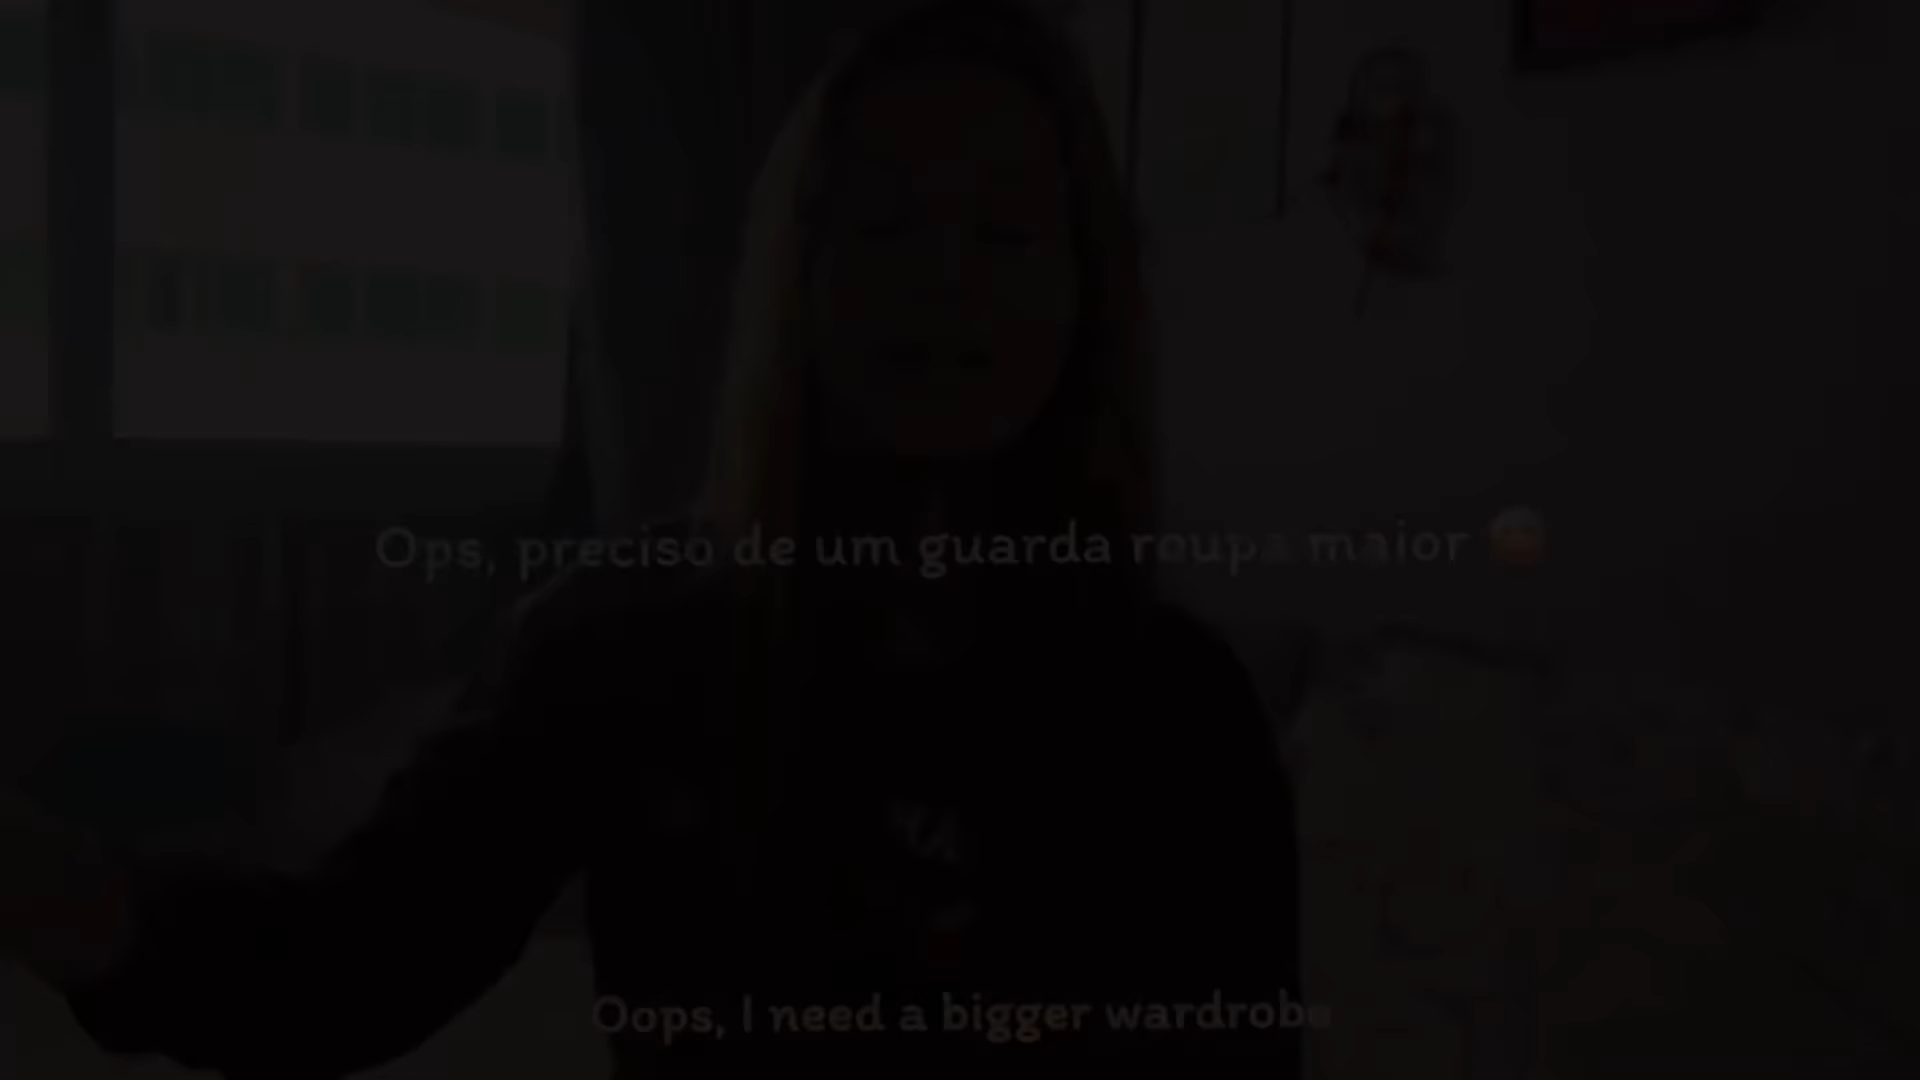 Ops, preciso de um guarda roupa maior 😅
Oops, I need a bigger wardrobe